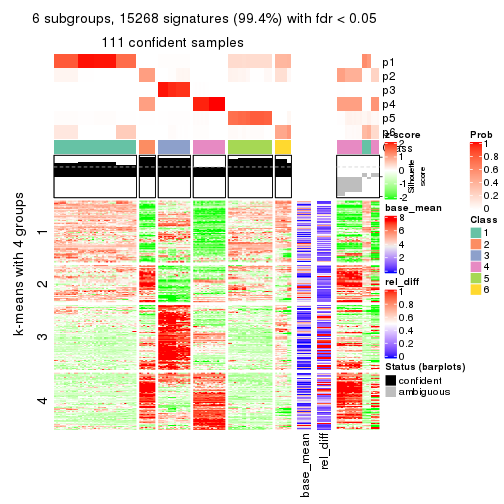 6 subgroups, 15268 signatures (99.4%) with fdr < 0.05
111 confident samples
p1
p2
p3
p4
p5
p6
Class
z-score
2
1
0
-1
-2
Silhouette
score
Prob
1
0.8
0.6
0.4
0.2
0
base_mean
8
6
4
2
0
Class
1
2
3
4
5
6
rel_diff
1
0.8
0.6
0.4
0.2
0
Status (barplots)
confident
ambiguous
k-means with 4 groups
1
2
3
4
base_mean
rel_diff